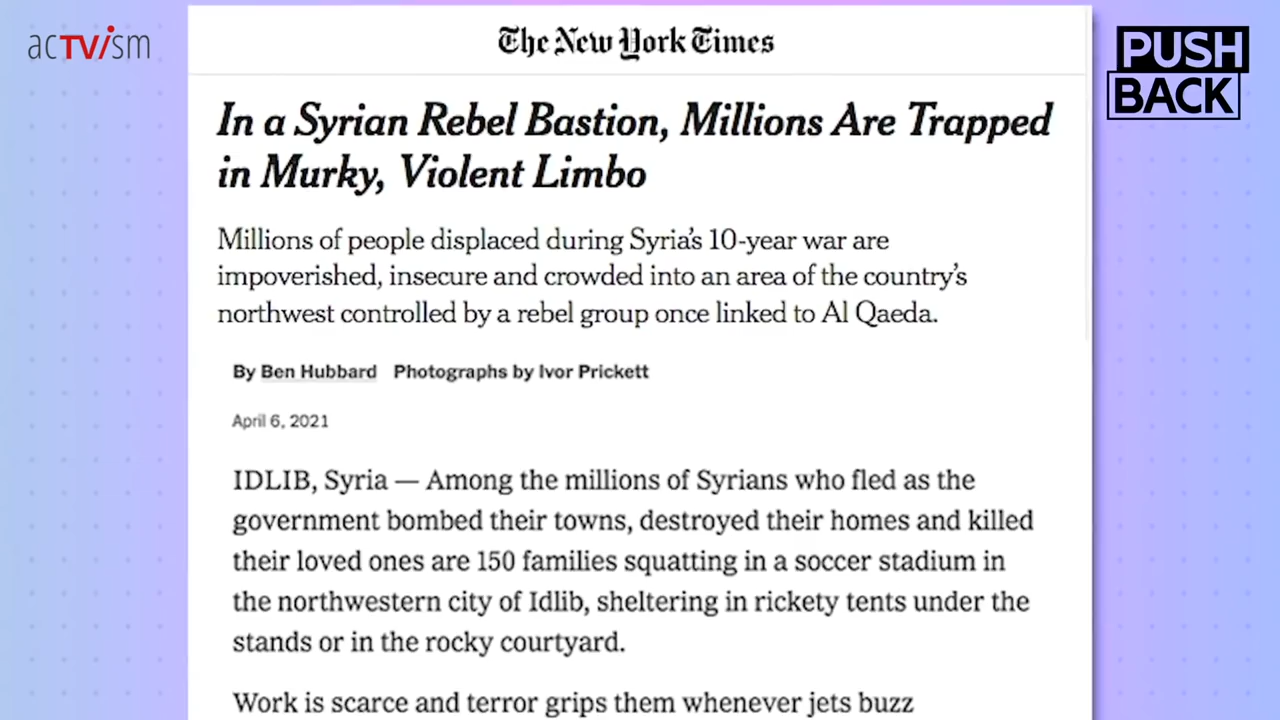 acTVism
PUSH
BACK
The New York Times
In a Syrian Rebel Bastion, Millions Are Trapped
in Murky, Violent Limbo
Millions of people displaced during Syria's 10-year war are
impoverished, insecure and crowded into an area of the country's
northwest controlled by a rebel group once linked to Al Qaeda.
By Ben Hubbard Photographs by Ivor Prickett
April 6, 2021
IDLIB, Syria — Among the millions of Syrians who fled as the
government bombed their towns, destroyed their homes and killed
their loved ones are 150 families squatting in a soccer stadium in
the northwestern city of Idlib, sheltering in rickety tents under the
stands or in the rocky courtyard.
Work is scarce and terror grips them whenever jets buzz